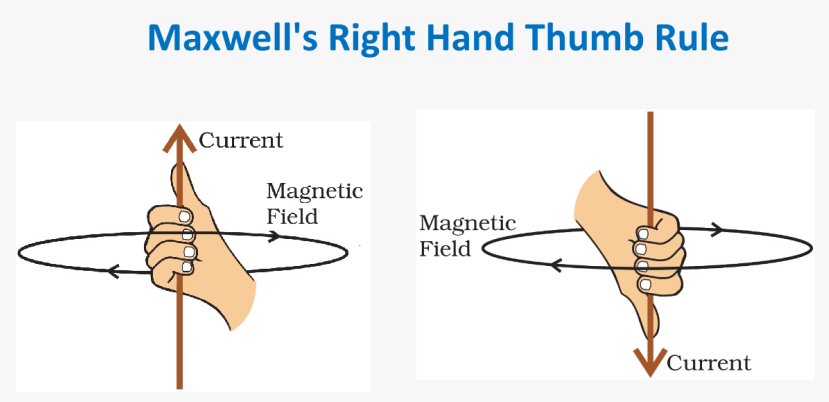 Maxwell's Right Hand Thumb Rule
Current
Magnetic
Field
Magnetic
Field
Current